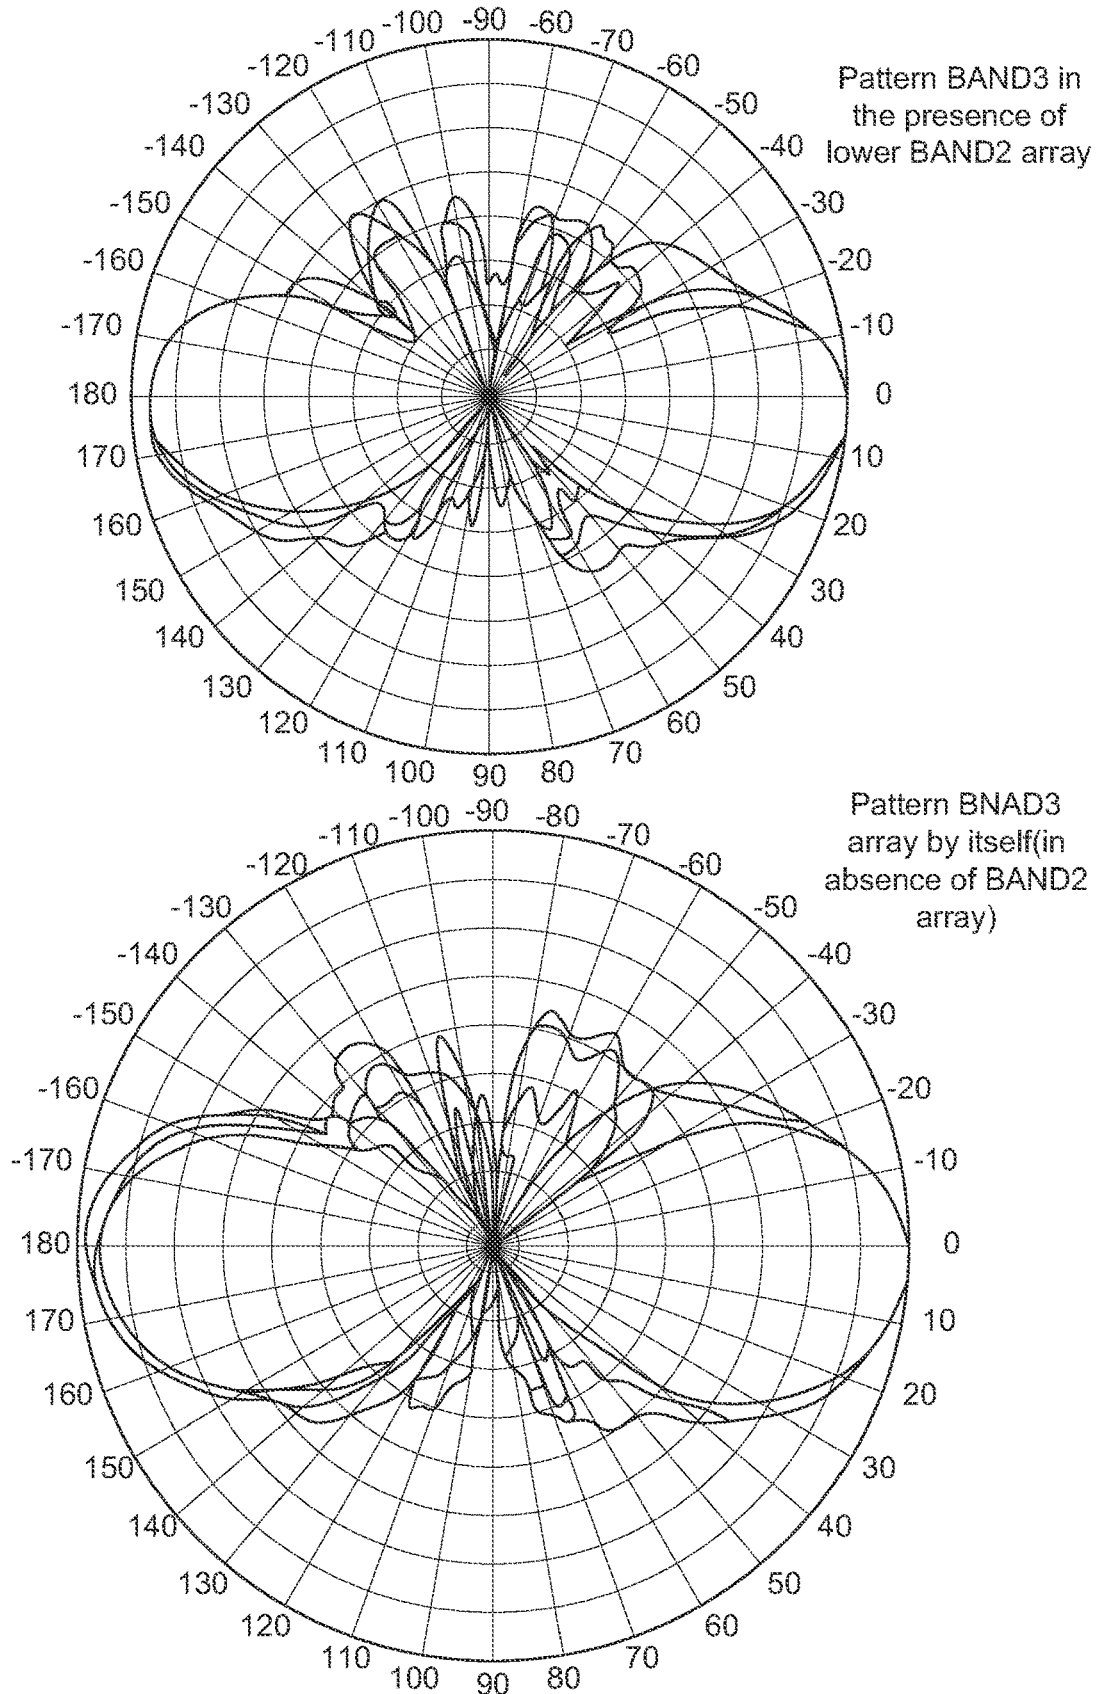 -110 -100 -90 -60 -70
-120 -60
Pattern BAND3 in
the presence of
lower BAND2 array
-130 -50
-140 -40
-150 -30
-160 -20
-170 -10
180 0
170 10
160 20
150 30
140 40
130 50
120 60
110 70
100 90 80
Pattern BNAD3
array by itself(in
absence of BAND2
array)
-110 -100 -90 -80 -70
-120 -60
-130 -50
-140 -40
-150 -30
-160 -20
-170 -10
180 0
170 10
160 20
150 30
140 40
130 50
120 60
110 70
100 90 80